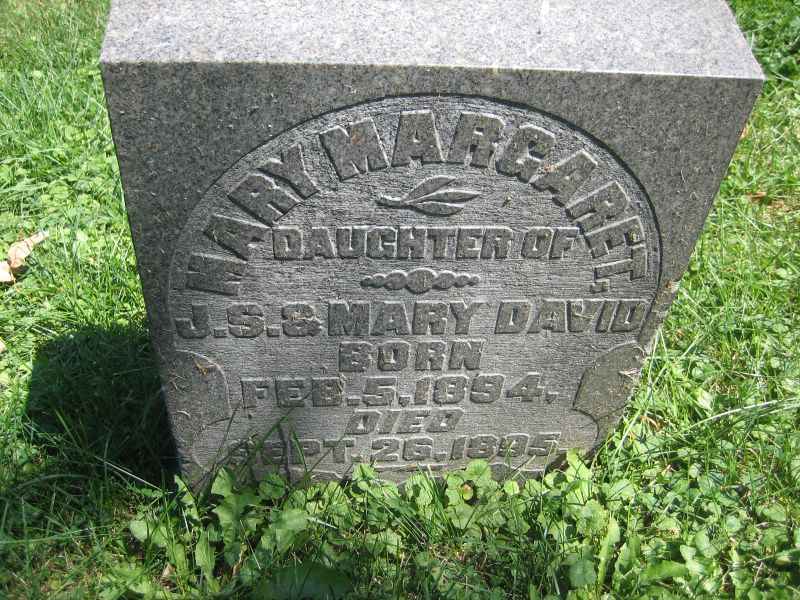 MARY MARGARET,
DAUGHTER OF
J.S.&MARY DAVID
BORN
FEB.5,1894,
DIED
SEPT.26,1895